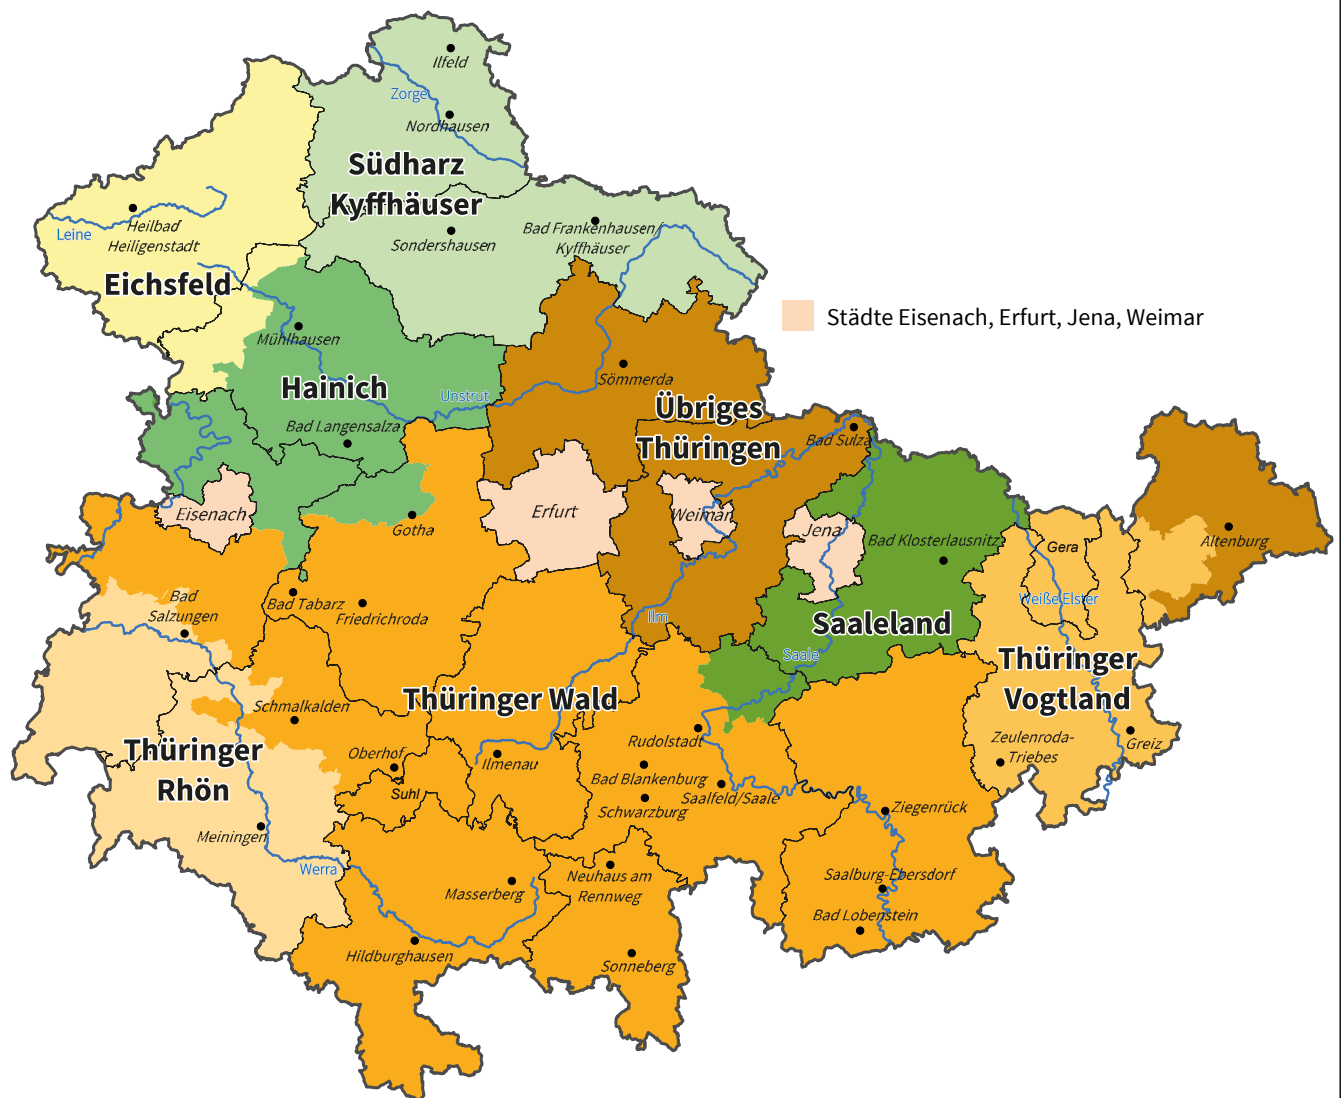 Ilfeld
Zorge
Nordhausen
Südharz
Kyffhäuser
Sondershausen
Bad Frankenhausen/
Kyffhäuser
Heilbad
Heiligenstadt
Leine
Eichsfeld
Städte Eisenach, Erfurt, Jena, Weimar
Mühlhausen
Hainich
Unstrut
Bad Langensalza
Sömmerda
Übriges
Thüringen
Bad Sulza
Eisenach
Gotha
Erfurt
Weimar
Jena
Bad Klosterlausnitz
Gera
Altenburg
Bad
Salzungen
Bad Tabarz
Friedrichroda
Ilm
Saaleland
Weiße Elster
Saale
Thüringer
Vogtland
Thüringer Wald
Schmalkalden
Thüringer
Rhön
Oberhof
Suhl
Ilmenau
Rudolstadt
Bad Blankenburg
Saalfeld/Saale
Schwarzburg
Zeulenroda-
Triebes
Greiz
Ziegenrück
Meiningen
Werra
Masserberg
Neuhaus am
Rennweg
Saalburg-Ebersdorf
Bad Lobenstein
Hildburghausen
Sonneberg